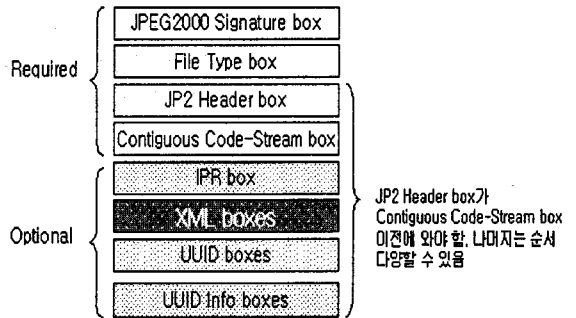 JPEG2000 Signature box
Required
File Type box
JP2 Header box
Contiguous Code-Stream box
IPR box
Optional
XML boxes
UUID boxes
UUID Info boxes
JP2 Header box가
Contiguous Code-Stream box
이전에 와야 함, 나머지는 순서
다양할 수 있음